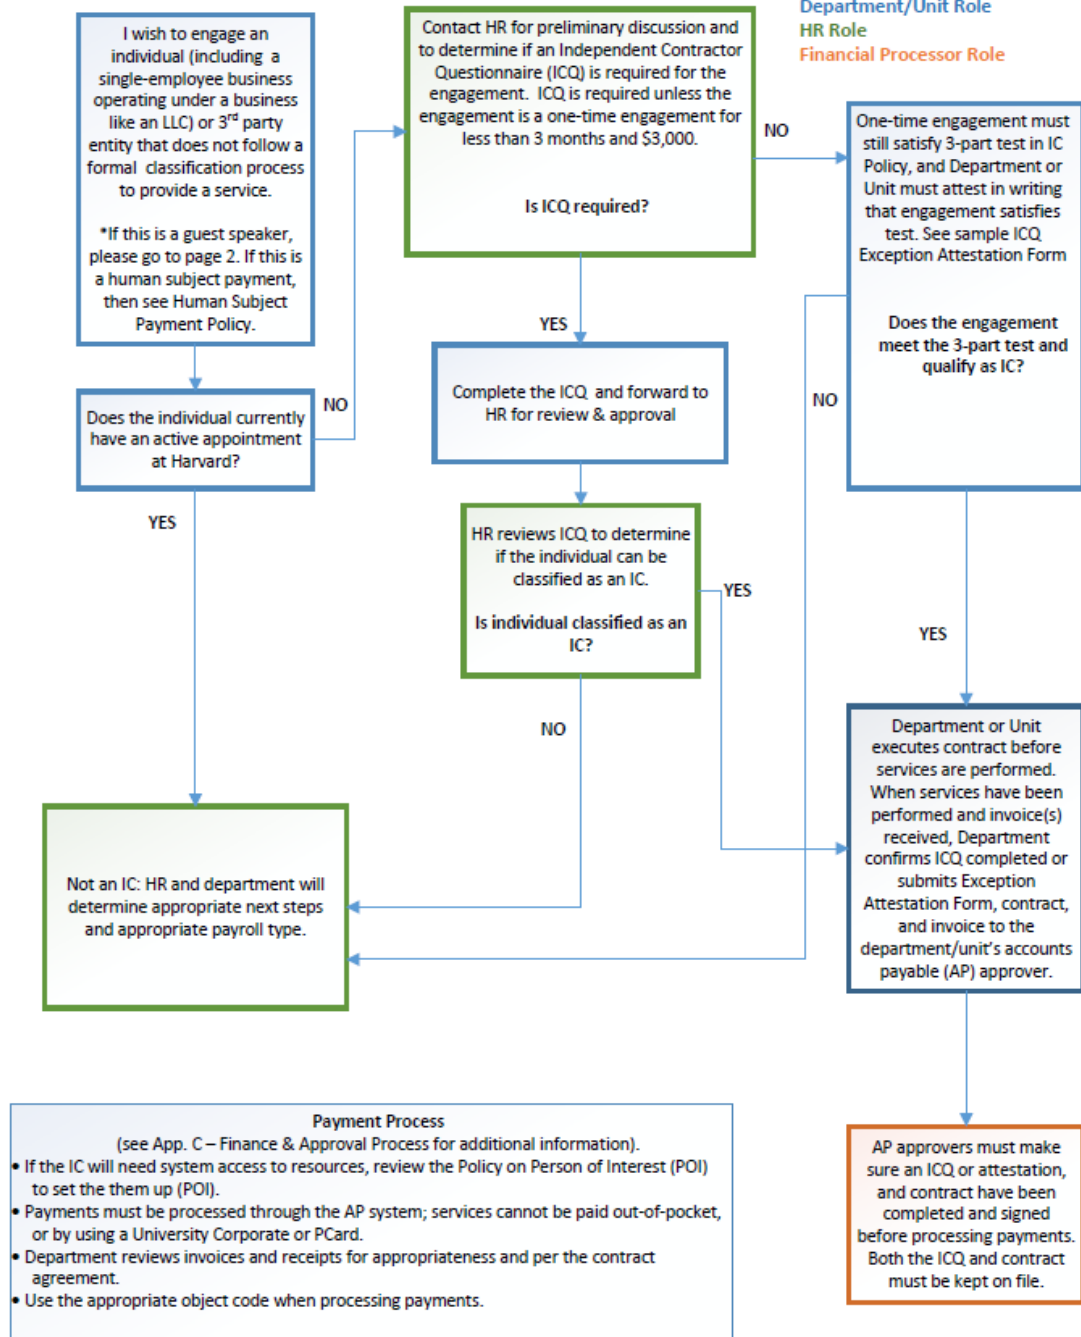 Department/Unit Role
HR Role
Financial Processor Role
I wish to engage an
individual (including a
single-employee business
operating under a business
like an LLC) or 3rd party
entity that does not follow a
formal classification process
to provide a service.
*If this is a guest speaker,
please go to page 2. If this is
a human subject payment,
then see Human Subject
Payment Policy.
Does the individual currently
have an active appointment
at Harvard?
NO
YES
Contact HR for preliminary discussion and
to determine if an Independent Contractor
Questionnaire (ICQ) is required for the
engagement. ICQ is required unless the
engagement is a one-time engagement for
less than 3 months and $3,000.
Is ICQ required?
NO
YES
Complete the ICQ and forward to
HR for review & approval
HR reviews ICQ to determine
if the individual can be
classified as an IC.
Is individual classified as an
IC?
YES
NO
One-time engagement must
still satisfy 3-part test in IC
Policy, and Department or
Unit must attest in writing
that engagement satisfies
test. See sample ICQ
Exception Attestation Form
Does the engagement
meet the 3-part test and
qualify as IC?
NO
YES
Not an IC: HR and department will
determine appropriate next steps
and appropriate payroll type.
Department or Unit
executes contract before
services are performed.
When services have been
performed and invoice(s)
received, Department
confirms ICQ completed or
submits Exception
Attestation Form, contract,
and invoice to the
department/unit's accounts
payable (AP) approver.
AP approvers must make
sure an ICQ or attestation,
and contract have been
completed and signed
before processing payments.
Both the ICQ and contract
must be kept on file.
Payment Process
(see App. C – Finance & Approval Process for additional information).
• If the IC will need system access to resources, review the Policy on Person of Interest (POI)
to set the them up (POI).
• Payments must be processed through the AP system; services cannot be paid out-of-pocket,
or by using a University Corporate or PCard.
• Department reviews invoices and receipts for appropriateness and per the contract
agreement.
• Use the appropriate object code when processing payments.